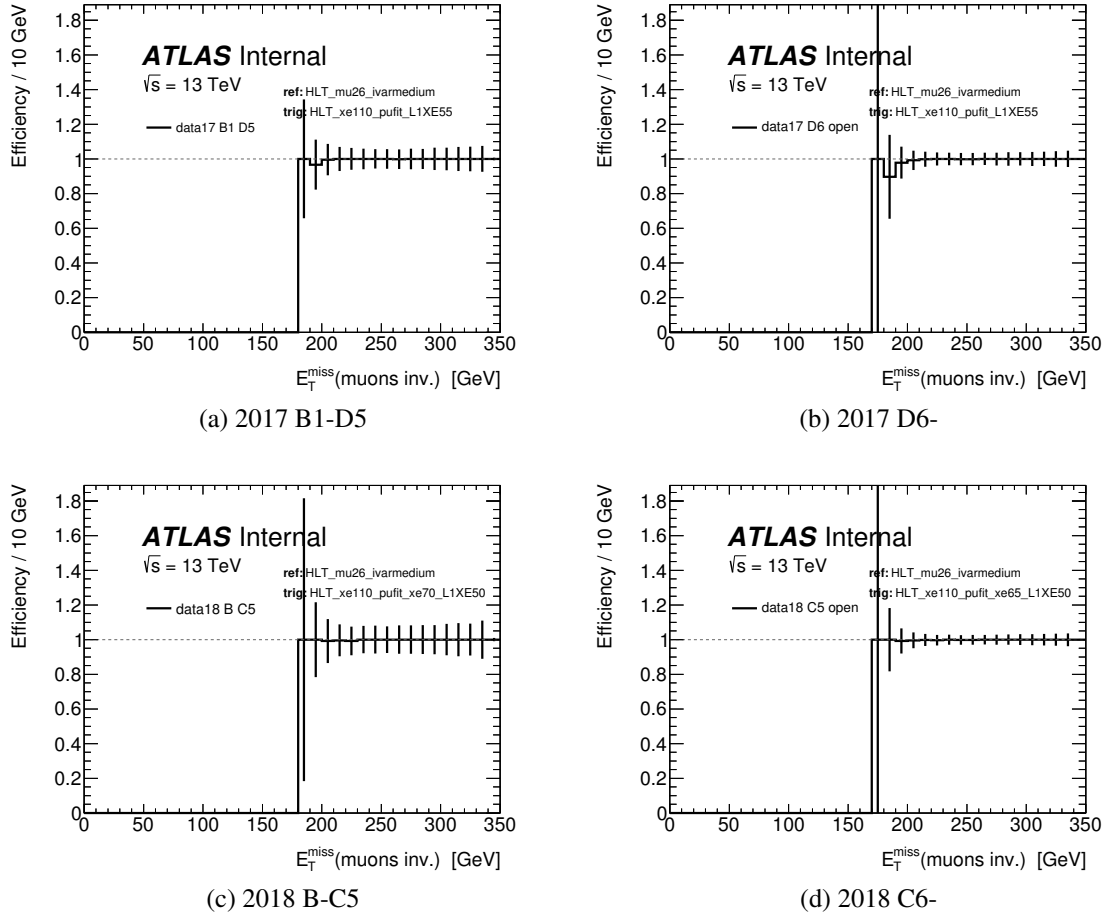 Efficiency / 10 GeV
1.8
1.6
1.4
1.2
1
0.8
0.6
0.4
0.2
0
ATLAS Internal
√s = 13 TeV
ref: HLT_mu26_ivarmedium
trig: HLT_xe110_pufit_L1XE55
data17 B1 D5
0 50 100 150 200 250 300 350
E_T^miss(muons inv.) [GeV]
(a) 2017 B1-D5
Efficiency / 10 GeV
1.8
1.6
1.4
1.2
1
0.8
0.6
0.4
0.2
0
ATLAS Internal
√s = 13 TeV
ref: HLT_mu26_ivarmedium
trig: HLT_xe110_pufit_L1XE55
data17 D6 open
0 50 100 150 200 250 300 350
E_T^miss(muons inv.) [GeV]
(b) 2017 D6-
Efficiency / 10 GeV
1.8
1.6
1.4
1.2
1
0.8
0.6
0.4
0.2
0
ATLAS Internal
√s = 13 TeV
ref: HLT_mu26_ivarmedium
trig: HLT_xe110_pufit_xe70_L1XE50
data18 B C5
0 50 100 150 200 250 300 350
E_T^miss(muons inv.) [GeV]
(c) 2018 B-C5
Efficiency / 10 GeV
1.8
1.6
1.4
1.2
1
0.8
0.6
0.4
0.2
0
ATLAS Internal
√s = 13 TeV
ref: HLT_mu26_ivarmedium
trig: HLT_xe110_pufit_xe65_L1XE50
data18 C5 open
0 50 100 150 200 250 300 350
E_T^miss(muons inv.) [GeV]
(d) 2018 C6-